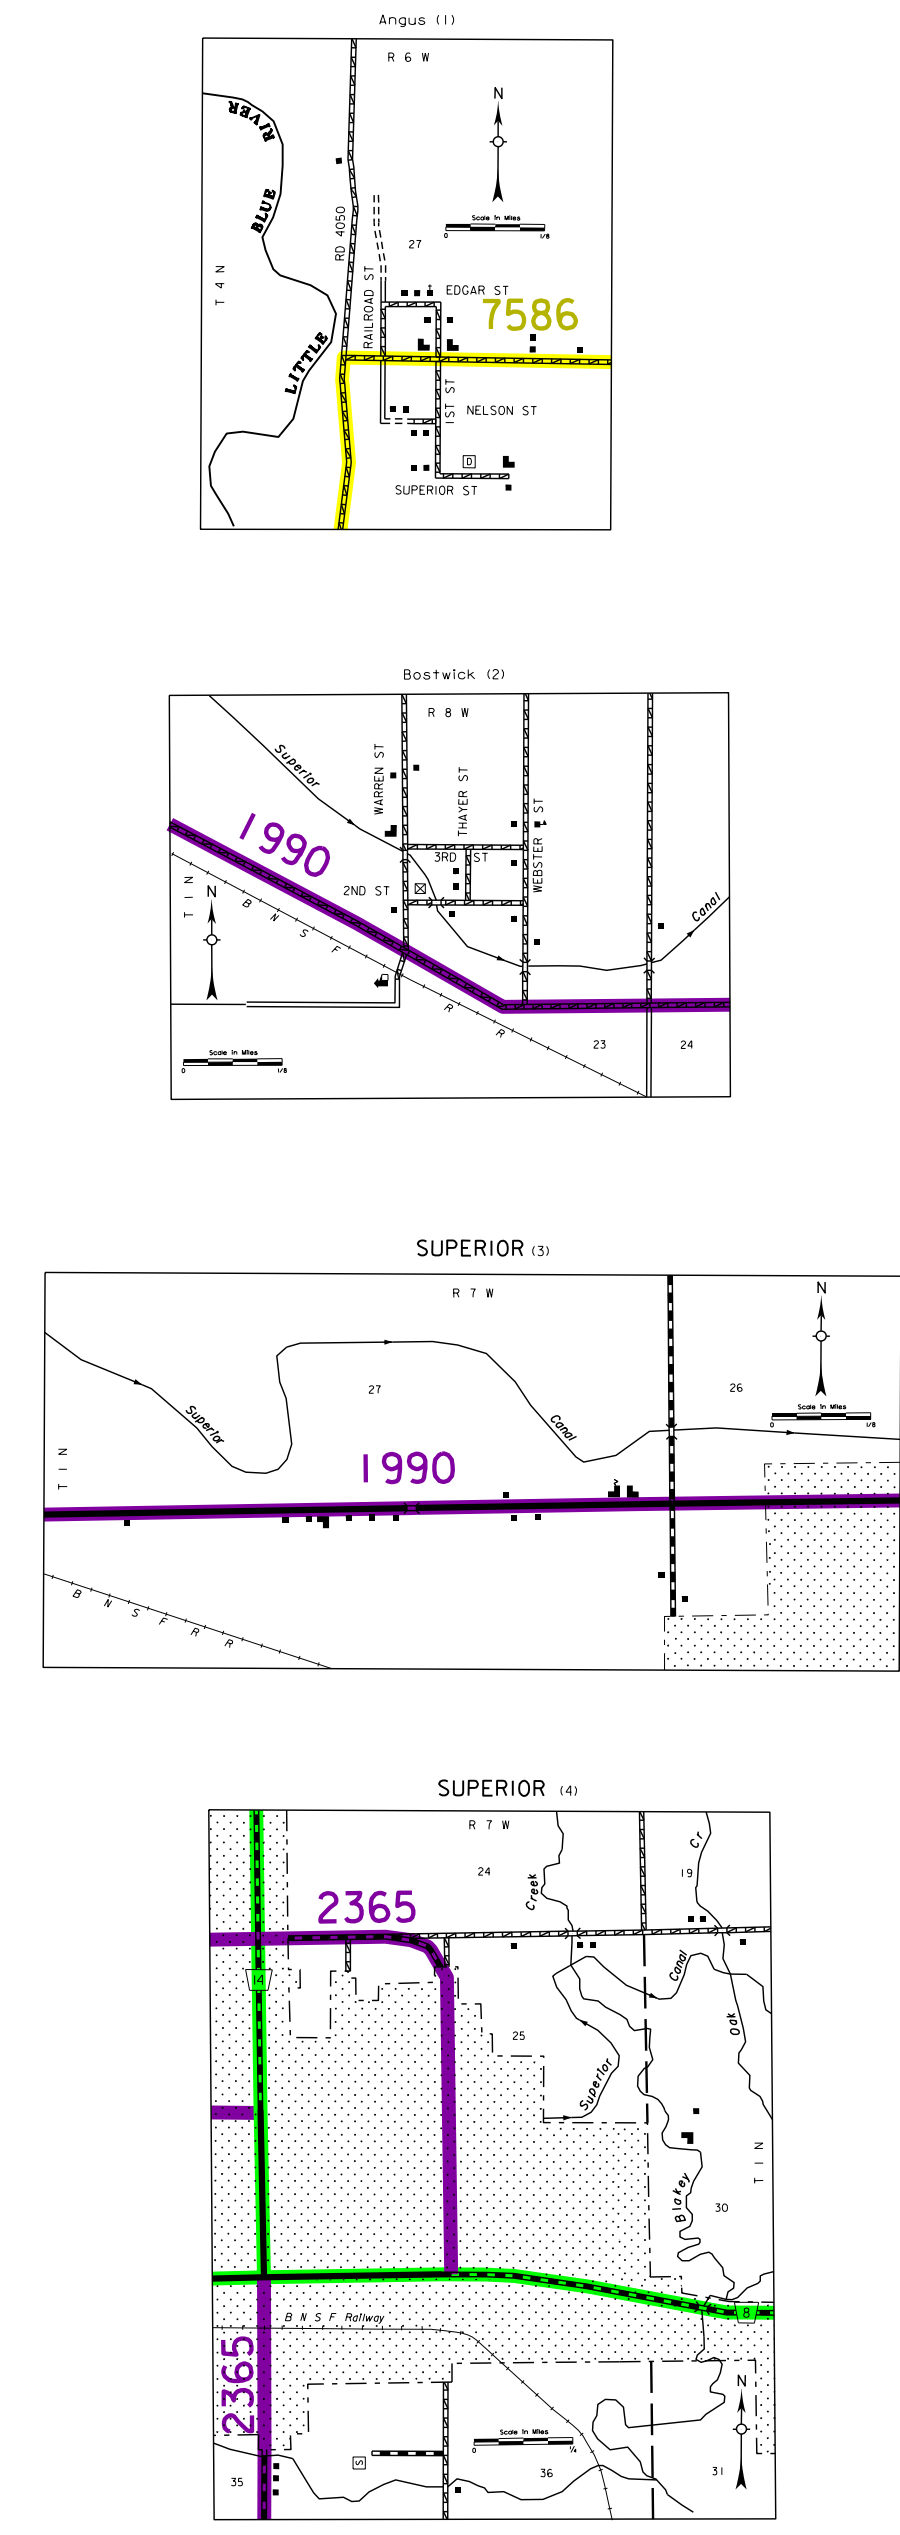 Angus (1)
R 6 W
N
RIVER
Scale in Miles
0 1/8
BLUE
RD 4050
27
T 4 N
RAILROAD ST
EDGAR ST
7586
LITTLE
1ST ST
NELSON ST
D
SUPERIOR ST
Bostwick (2)
R 8 W
Superior
WARREN ST
THAYER ST
WEBSTER ST
1990
3RD ST
2ND ST
T 1 N
N
B N S F R R
Canal
23
24
Scale in Miles
0 1/8
SUPERIOR (3)
R 7 W
N
27
26
Superior
Canal
Scale in Miles
0 1/8
T 1 N
1990
B N S F R R
SUPERIOR (4)
R 7 W
Cr
24
19
Creek
2365
14
Canal
25
Oak
Superior
T 1 N
Blakey
30
8
B N S F Railway
2365
N
Scale in Miles
0 1/4
S
35
36
31